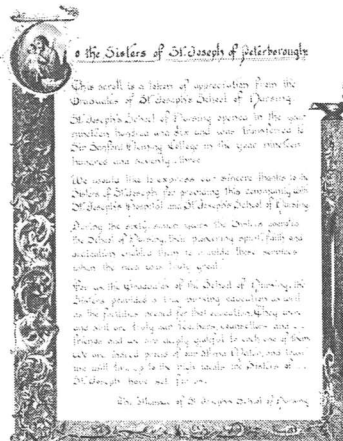 o the Sisters of St. Joseph of Peterborough:
This scroll is a token of appreciation from the
Graduates of St. Joseph's School of Nursing
St. Joseph's School of Nursing opened in the year
nineteen hundred and six and was transferred to
Sir Sanford Fleming College in the year nineteen
hundred and seventy three.
We would like to express our sincere thanks to the
Sisters of St. Joseph for providing this community with
St. Joseph's Hospital and St. Joseph's School of Nursing
During the sixty seven years the Sisters operated
the School of Nursing, their pioneering spirit, faith and
dedication enabled them to provide these services
when the need was truly great.
For us the Graduates of the School of Nursing, the
Sisters provided a nursing education as well
as the facilities needed for that education. They were
and still are truly our teachers, counsellors and
friends and we are deeply grateful to each one of them
We are indeed proud of our Alma Mater, and trust
we will live up to the high ideals the Sisters of
St. Joseph have set for us.
The Alumnae of St. Joseph's School of Nursing